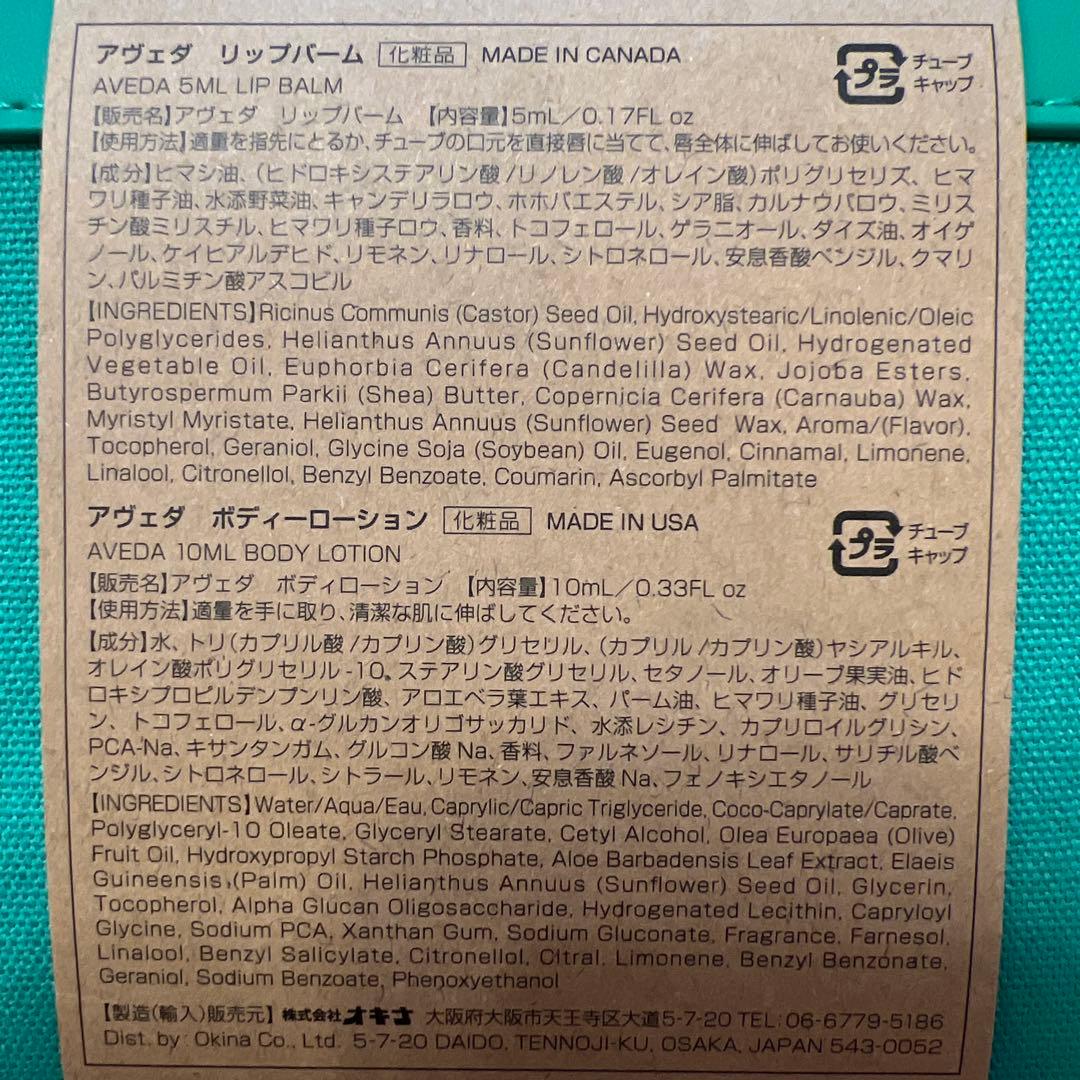 アヴェダ　リップバーム 化粧品 MADE IN CANADA
AVEDA 5ML LIP BALM
プラ チューブ
キャップ
【販売名】アヴェダ　リップバーム　【内容量】5mL／0.17FL oz
【使用方法】適量を指先にとるか、チューブの口元を直接唇に当てて、唇全体に伸ばしてお使いください。
【成分】ヒマシ油、（ヒドロキシステアリン酸/リノレン酸/オレイン酸）ポリグリセリズ、ヒマ
ワリ種子油、水添野菜油、キャンデリラロウ、ホホバエステル、シア脂、カルナウバロウ、ミリス
チン酸ミリスチル、ヒマワリ種子ロウ、香料、トコフェロール、ゲラニオール、ダイズ油、オイゲ
ノール、ケイヒアルデヒド、リモネン、リナロール、シトロネロール、安息香酸ベンジル、クマリ
ン、パルミチン酸アスコビル
【INGREDIENTS】Ricinus Communis (Castor) Seed Oil, Hydroxystearic/Linolenic/Oleic
Polyglycerides, Helianthus Annuus (Sunflower) Seed Oil, Hydrogenated
Vegetable Oil, Euphorbia Cerifera (Candelilla) Wax, Jojoba Esters,
Butyrospermum Parkii (Shea) Butter, Copernicia Cerifera (Carnauba) Wax,
Myristyl Myristate, Helianthus Annuus (Sunflower) Seed Wax, Aroma/(Flavor),
Tocopherol, Geraniol, Glycine Soja (Soybean) Oil, Eugenol, Cinnamal, Limonene,
Linalool, Citronellol, Benzyl Benzoate, Coumarin, Ascorbyl Palmitate
アヴェダ　ボディーローション 化粧品 MADE IN USA
AVEDA 10ML BODY LOTION
プラ チューブ
キャップ
【販売名】アヴェダ　ボディローション　【内容量】10mL／0.33FL oz
【使用方法】適量を手に取り、清潔な肌に伸ばしてください。
【成分】水、トリ（カプリル酸/カプリン酸）グリセリル、（カプリル/カプリン酸）ヤシアルキル、
オレイン酸ポリグリセリル-10、ステアリン酸グリセリル、セタノール、オリーブ果実油、ヒド
ロキシプロピルデンプンリン酸、アロエベラ葉エキス、パーム油、ヒマワリ種子油、グリセリ
ン、トコフェロール、α-グルカンオリゴサッカリド、水添レシチン、カプリロイルグリシン、
PCA-Na、キサンタンガム、グルコン酸Na、香料、ファルネソール、リナロール、サリチル酸ベ
ンジル、シトロネロール、シトラール、リモネン、安息香酸Na、フェノキシエタノール
【INGREDIENTS】Water/Aqua/Eau, Caprylic/Capric Triglyceride, Coco-Caprylate/Caprate,
Polyglyceryl-10 Oleate, Glyceryl Stearate, Cetyl Alcohol, Olea Europaea (Olive)
Fruit Oil, Hydroxypropyl Starch Phosphate, Aloe Barbadensis Leaf Extract, Elaeis
Guineensis (Palm) Oil, Helianthus Annuus (Sunflower) Seed Oil, Glycerin,
Tocopherol, Alpha Glucan Oligosaccharide, Hydrogenated Lecithin, Capryloyl
Glycine, Sodium PCA, Xanthan Gum, Sodium Gluconate, Fragrance, Farnesol,
Linalool, Benzyl Salicylate, Citronellol, Citral, Limonene, Benzyl Benzonate,
Geraniol, Sodium Benzoate, Phenoxyethanol
【製造（輸入）販売元】 株式会社オキナ 大阪府大阪市天王寺区大道5-7-20 TEL:06-6779-5186
Dist. by: Okina Co., Ltd. 5-7-20 DAIDO, TENNOJI-KU, OSAKA, JAPAN 543-0052